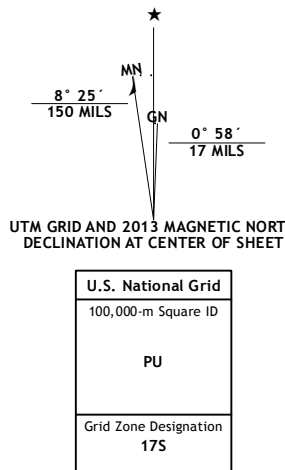 MN
GN
8° 25´
150 MILS
0° 58´
17 MILS
UTM GRID AND 2013 MAGNETIC NORT
DECLINATION AT CENTER OF SHEET
U.S. National Grid
100,000-m Square ID
PU
Grid Zone Designation
17S